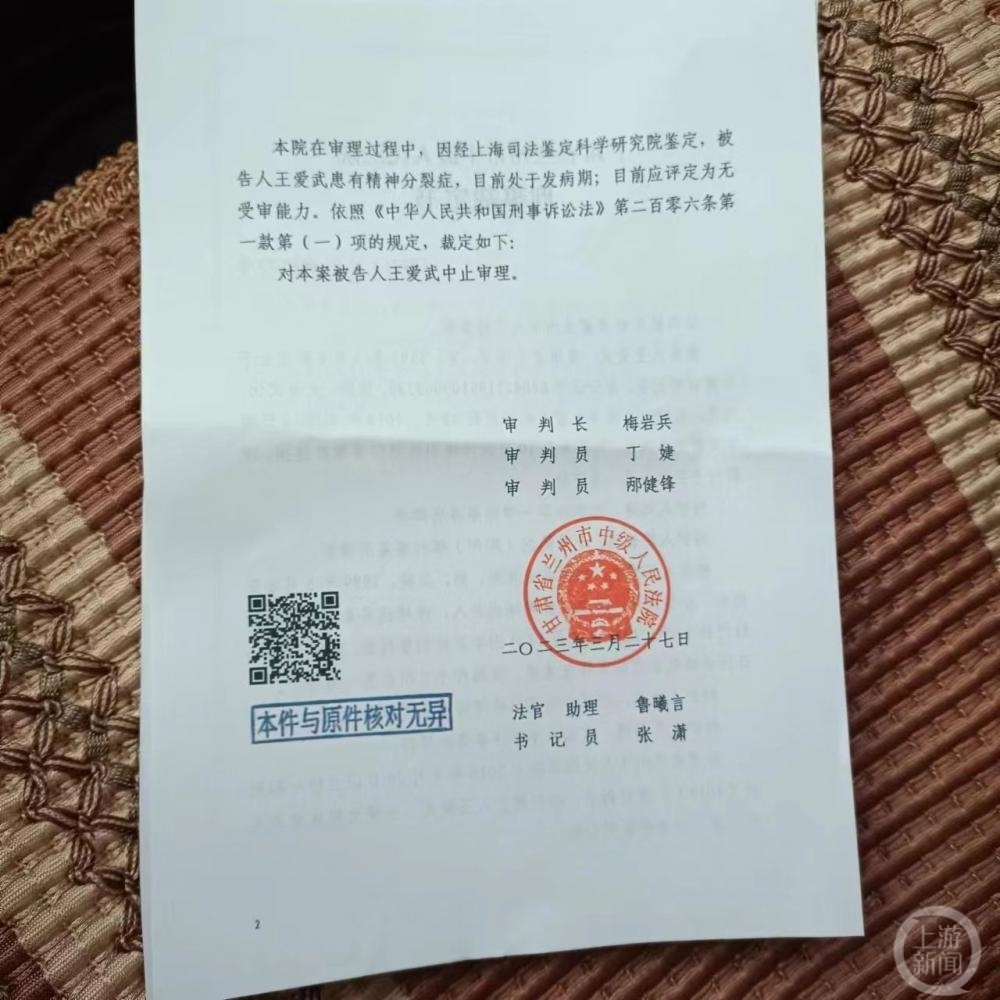 本院在审理过程中，因经上海司法鉴定科学研究院鉴定，被
告人王爱武患有精神分裂症，目前处于发病期；目前应评定为无
受审能力。依照《中华人民共和国刑事诉讼法》第二百零六条第
一款第（一）项的规定，裁定如下：
对本案被告人王爱武中止审理。
审 判 长 梅岩兵
审 判 员 丁 婕
审 判 员 邴健锋
甘肃省兰州市中级人民法院
二〇二三年三月二十七日
本件与原件核对无异
法官 助理 鲁曦言
书 记 员 张 潇
2
上游新闻